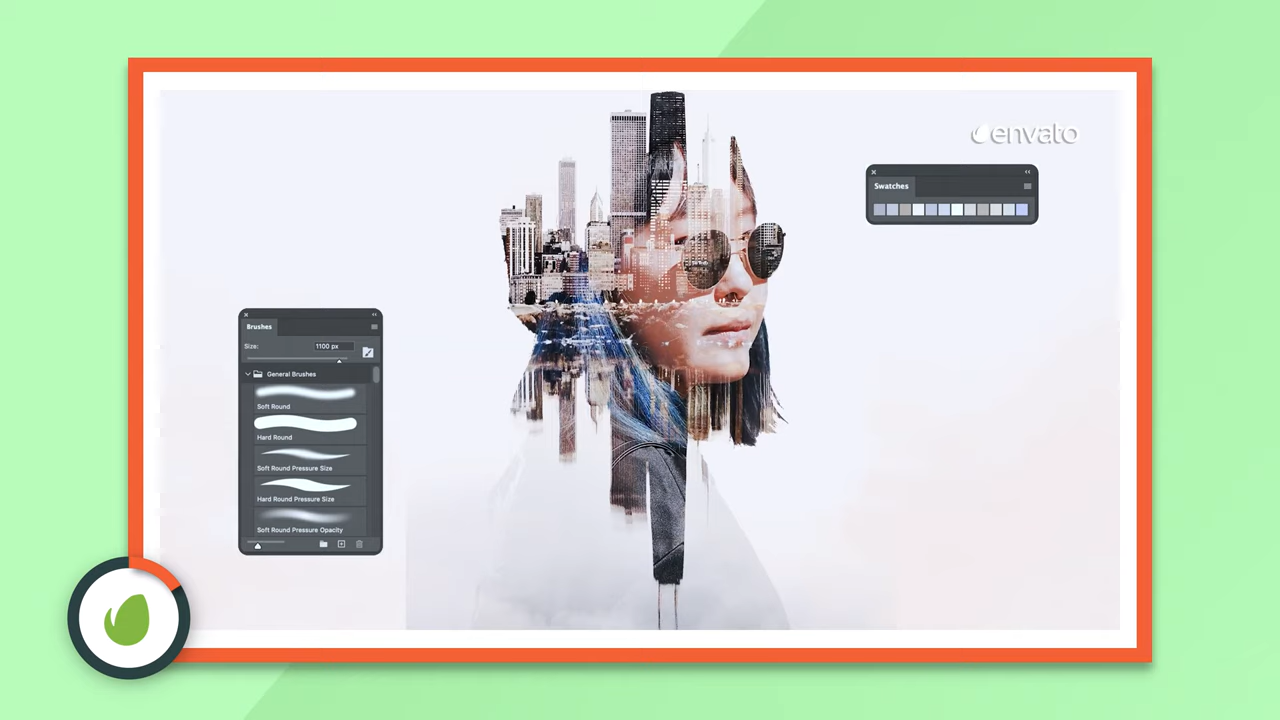 envato
Swatches
Brushes
Size:
1100 px
General Brushes
Soft Round
Hard Round
Soft Round Pressure Size
Hard Round Pressure Size
Soft Round Pressure Opacity